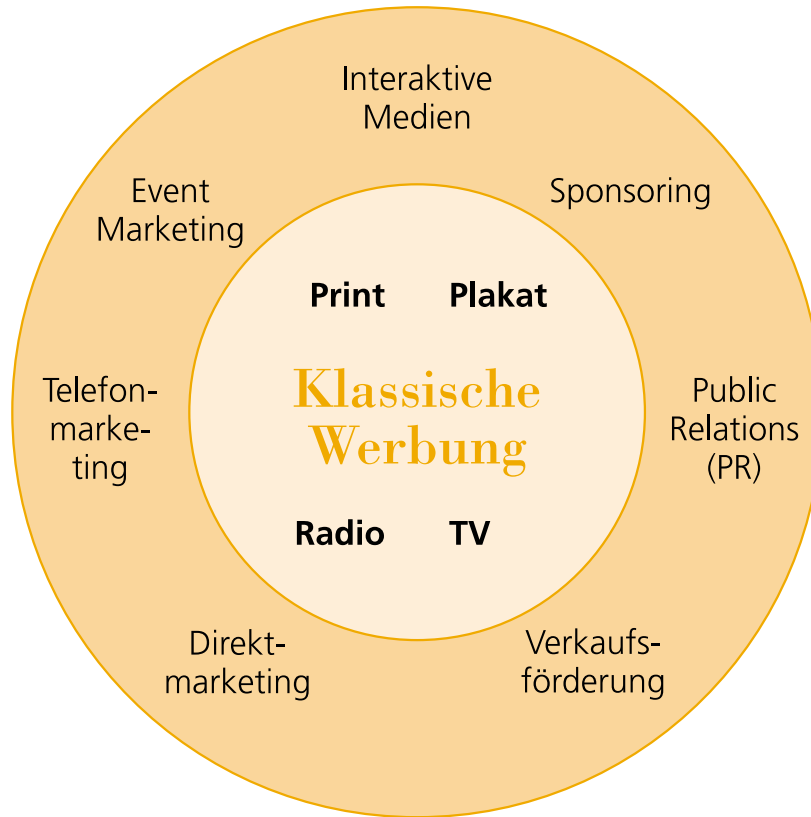 Interaktive
Medien
Event
Marketing
Sponsoring
Print
Plakat
Klassische
Werbung
Telefon-
marke-
ting
Public
Relations
(PR)
Radio
TV
Direkt-
marketing
Verkaufs-
förderung